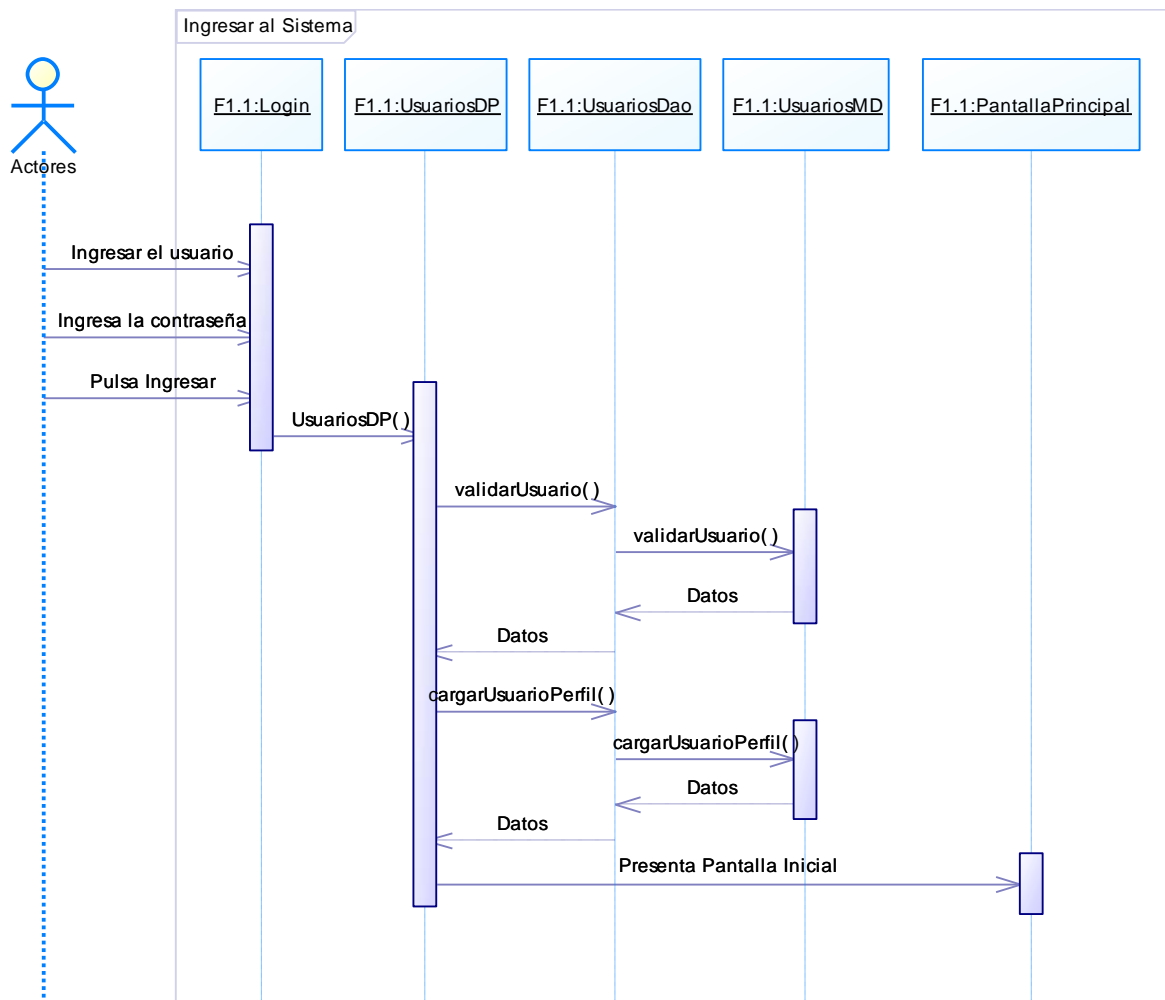 Ingresar al Sistema
F1.1:Login
F1.1:UsuariosDP
F1.1:UsuariosDao
F1.1:UsuariosMD
F1.1:PantallaPrincipal
Actores
Ingresar el usuario
Ingresa la contraseña
Pulsa Ingresar
UsuariosDP( )
validarUsuario( )
validarUsuario( )
Datos
Datos
cargarUsuarioPerfil( )
cargarUsuarioPerfil( )
Datos
Datos
Presenta Pantalla Inicial